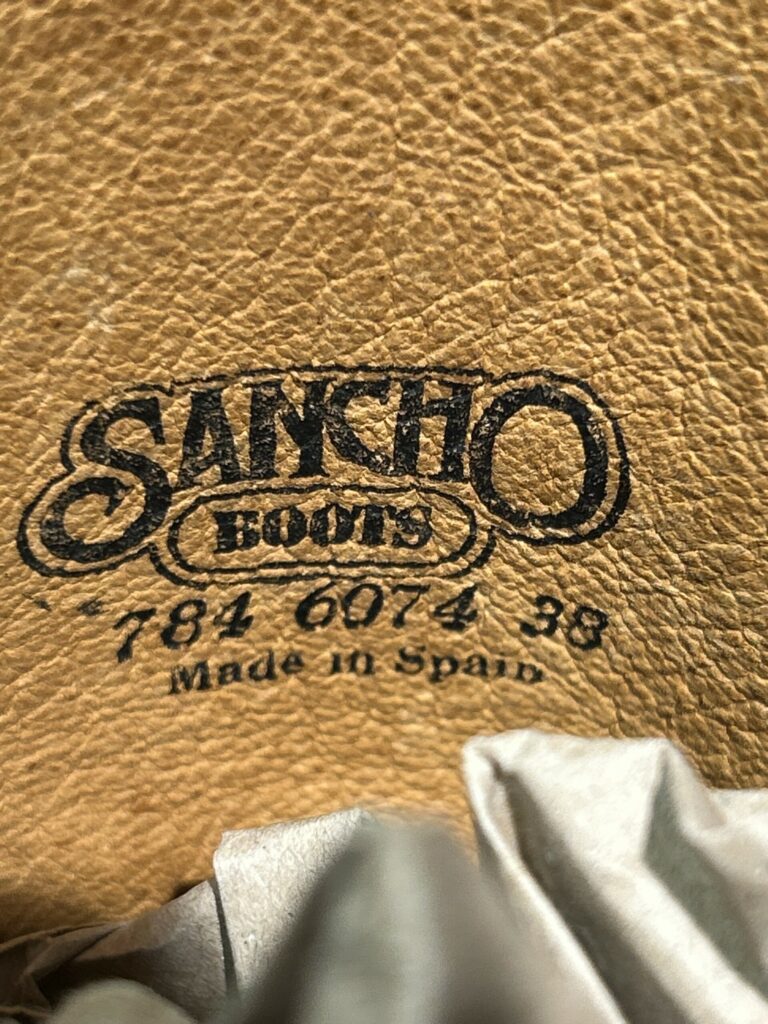 SANCHO
BOOTS
784 6074 38
Made in Spain